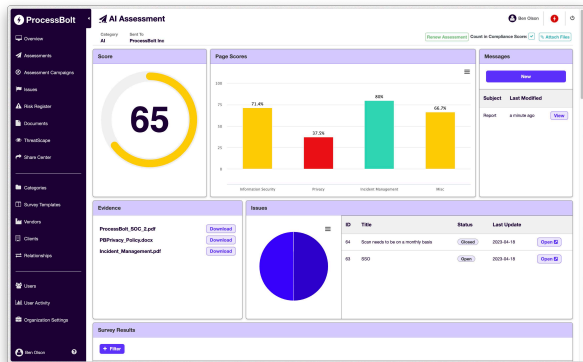 ProcessBolt
Overview
Assessments
Assessment Campaigns
Issues
Risk Register
Documents
ThreatScape
Share Center
Categories
Survey Templates
Vendors
Clients
Relationships
Users
User Activity
Organization Settings
Ben Olson
AI Assessment
Ben Olson
Category
AI
Sent To
ProcessBolt Inc
Review Assessment
Count in Compliance Score:
Attach Files
Score
65
Page Scores
100
75
50
25
0
71.4%
37.5%
80%
66.7%
Information Security
Privacy
Incident Management
Misc
Messages
New
Subject Last Modified
Report a minute ago View
Evidence
ProcessBolt_SOC_2.pdf Download
PBPrivacy_Policy.docx Download
Incident_Management.pdf Download
Issues
ID Title Status Last Update
64 Scan needs to be on a monthly basis Closed 2023-04-18 Open
63 SSO Open 2023-04-18 Open
Survey Results
+ Filter